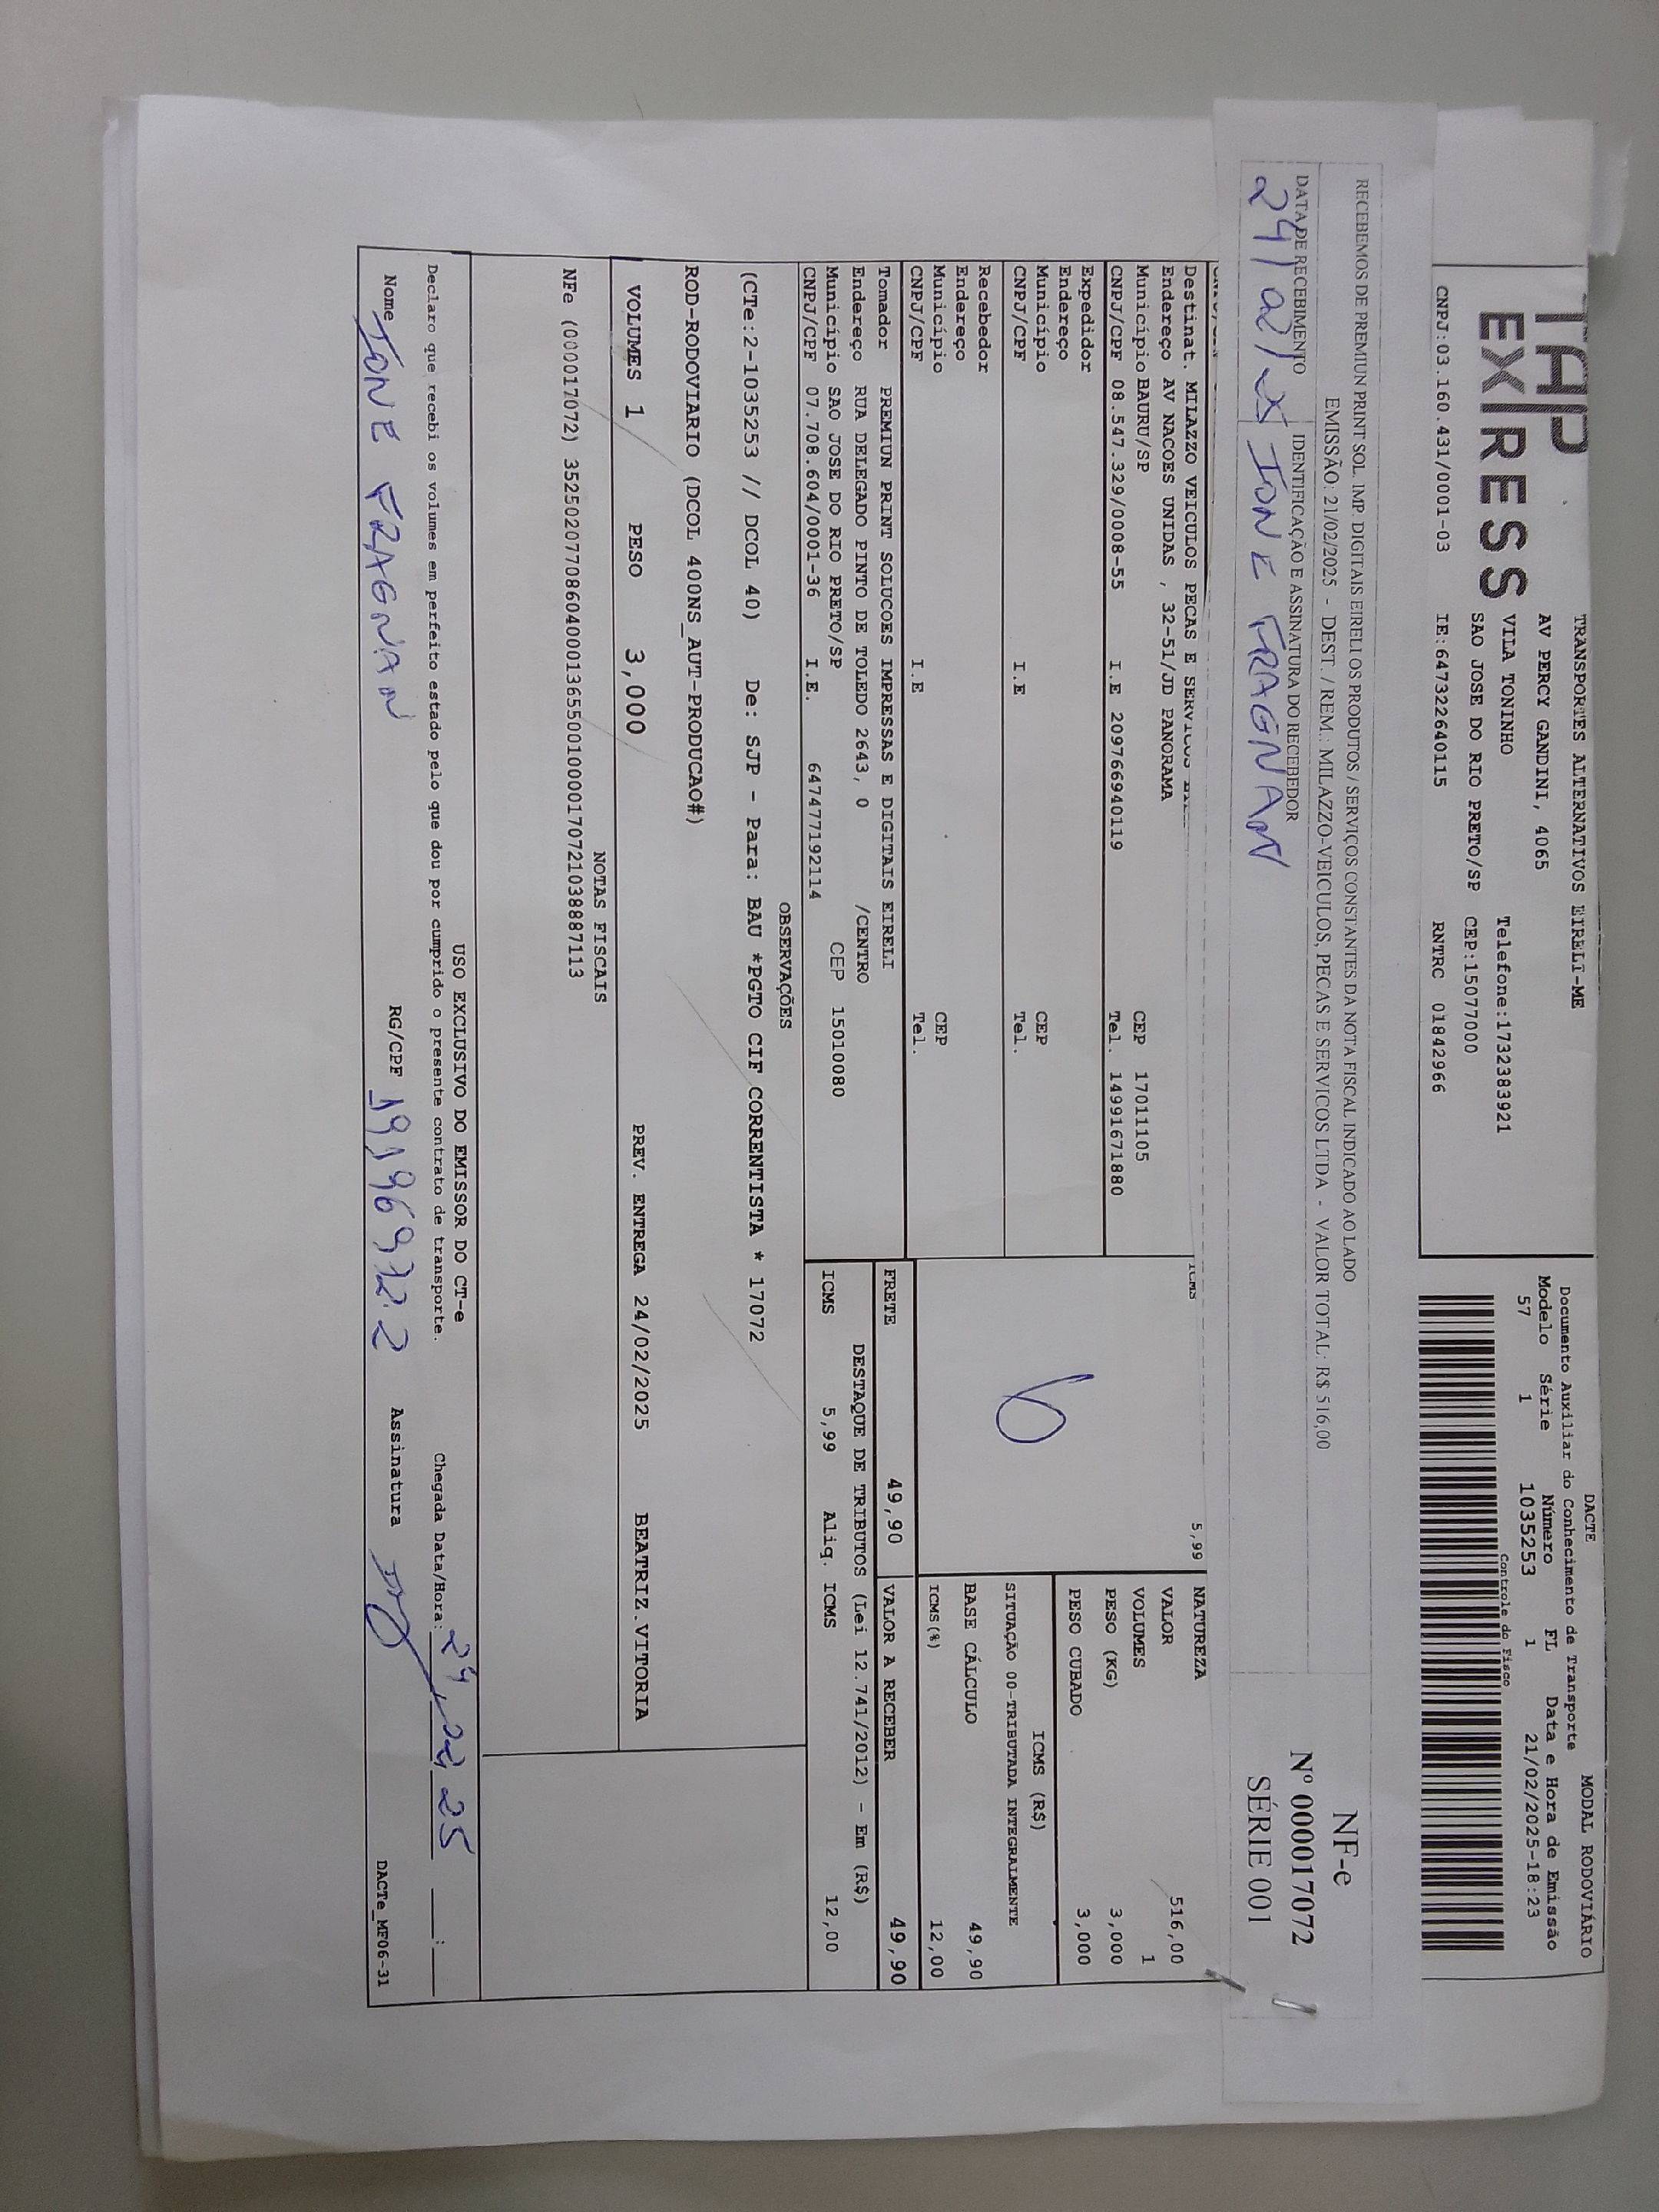 TAP
EXPRESS
TRANSPORTES ALTERNATIVOS EIRELI-ME
AV PERCY GANDINI, 4065
VILA TONINHO Telefone:1732383921
SAO JOSE DO RIO PRETO/SP CEP:15077000
CNPJ:03.160.431/0001-03 IE:647322640115 RNTRC 01842966
DACTE MODAL RODOVIÁRIO
Documento Auxiliar do Conhecimento de Transporte
Modelo Série Número FL Data e Hora de Emissão
57 1 1035253 1 21/02/2025-18:23
Controle do Fisco
RECEBEMOS DE PREMIUN PRINT SOL. IMP. DIGITAIS EIRELI OS PRODUTOS / SERVIÇOS CONSTANTES DA NOTA FISCAL INDICADO AO LADO
EMISSÃO: 21/02/2025 - DEST. / REM.: MILAZZO-VEICULOS, PECAS E SERVICOS LTDA - VALOR TOTAL: R$ 516,00
DATA DE RECEBIMENTO IDENTIFICAÇÃO E ASSINATURA DO RECEBEDOR
24/02/25 IONE FRAGNAN
NF-e
Nº 000017072
SÉRIE 001
ICMS 5,99
Destinat. MILAZZO VEICULOS PECAS E SERVICOS
Endereço AV NACOES UNIDAS , 32-51/JD PANORAMA
Município BAURU/SP CEP 17011105
CNPJ/CPF 08.547.329/0008-55 I.E 209766940119 Tel. 14991671880
Expedidor
Endereço
Município CEP
CNPJ/CPF I.E Tel.
Recebedor
Endereço
Município CEP
CNPJ/CPF I.E Tel.
Tomador PREMIUN PRINT SOLUCOES IMPRESSAS E DIGITAIS EIRELI
Endereço RUA DELEGADO PINTO DE TOLEDO 2643, 0 /CENTRO
Município SAO JOSE DO RIO PRETO/SP CEP 15010080
CNPJ/CPF 07.708.604/0001-36 I.E. 647477192114
6
NATUREZA
VALOR 516,00
VOLUMES 1
PESO (KG) 3,000
PESO CUBADO 3,000
ICMS (R$)
SITUAÇÃO 00-TRIBUTADA INTEGRALMENTE
BASE CÁLCULO 49,90
ICMS(%) 12,00
FRETE 49,90 VALOR A RECEBER 49,90
DESTAQUE DE TRIBUTOS (Lei 12.741/2012) - Em (R$)
ICMS 5,99 Aliq. ICMS 12,00
OBSERVAÇÕES
(CTe:2-1035253 // DCOL 40) De: SJP - Para: BAU *PGTO CIF CORRENTISTA * 17072
ROD-RODOVIARIO (DCOL 400NS_AUT-PRODUCAO#)
VOLUMES 1 PESO 3,000 PREV. ENTREGA 24/02/2025 BEATRIZ.VITORIA
NOTAS FISCAIS
NFe (000017072) 35250207708604000136550010000170721038887113
USO EXCLUSIVO DO EMISSOR DO CT-e
Declaro que recebi os volumes em perfeito estado pelo que dou por cumprido o presente contrato de transporte. Chegada Data/Hora: 24/02/25 ___:___
Nome IONE FRAGNAN RG/CPF 19196932-2 Assinatura
DACTe_MF06-31